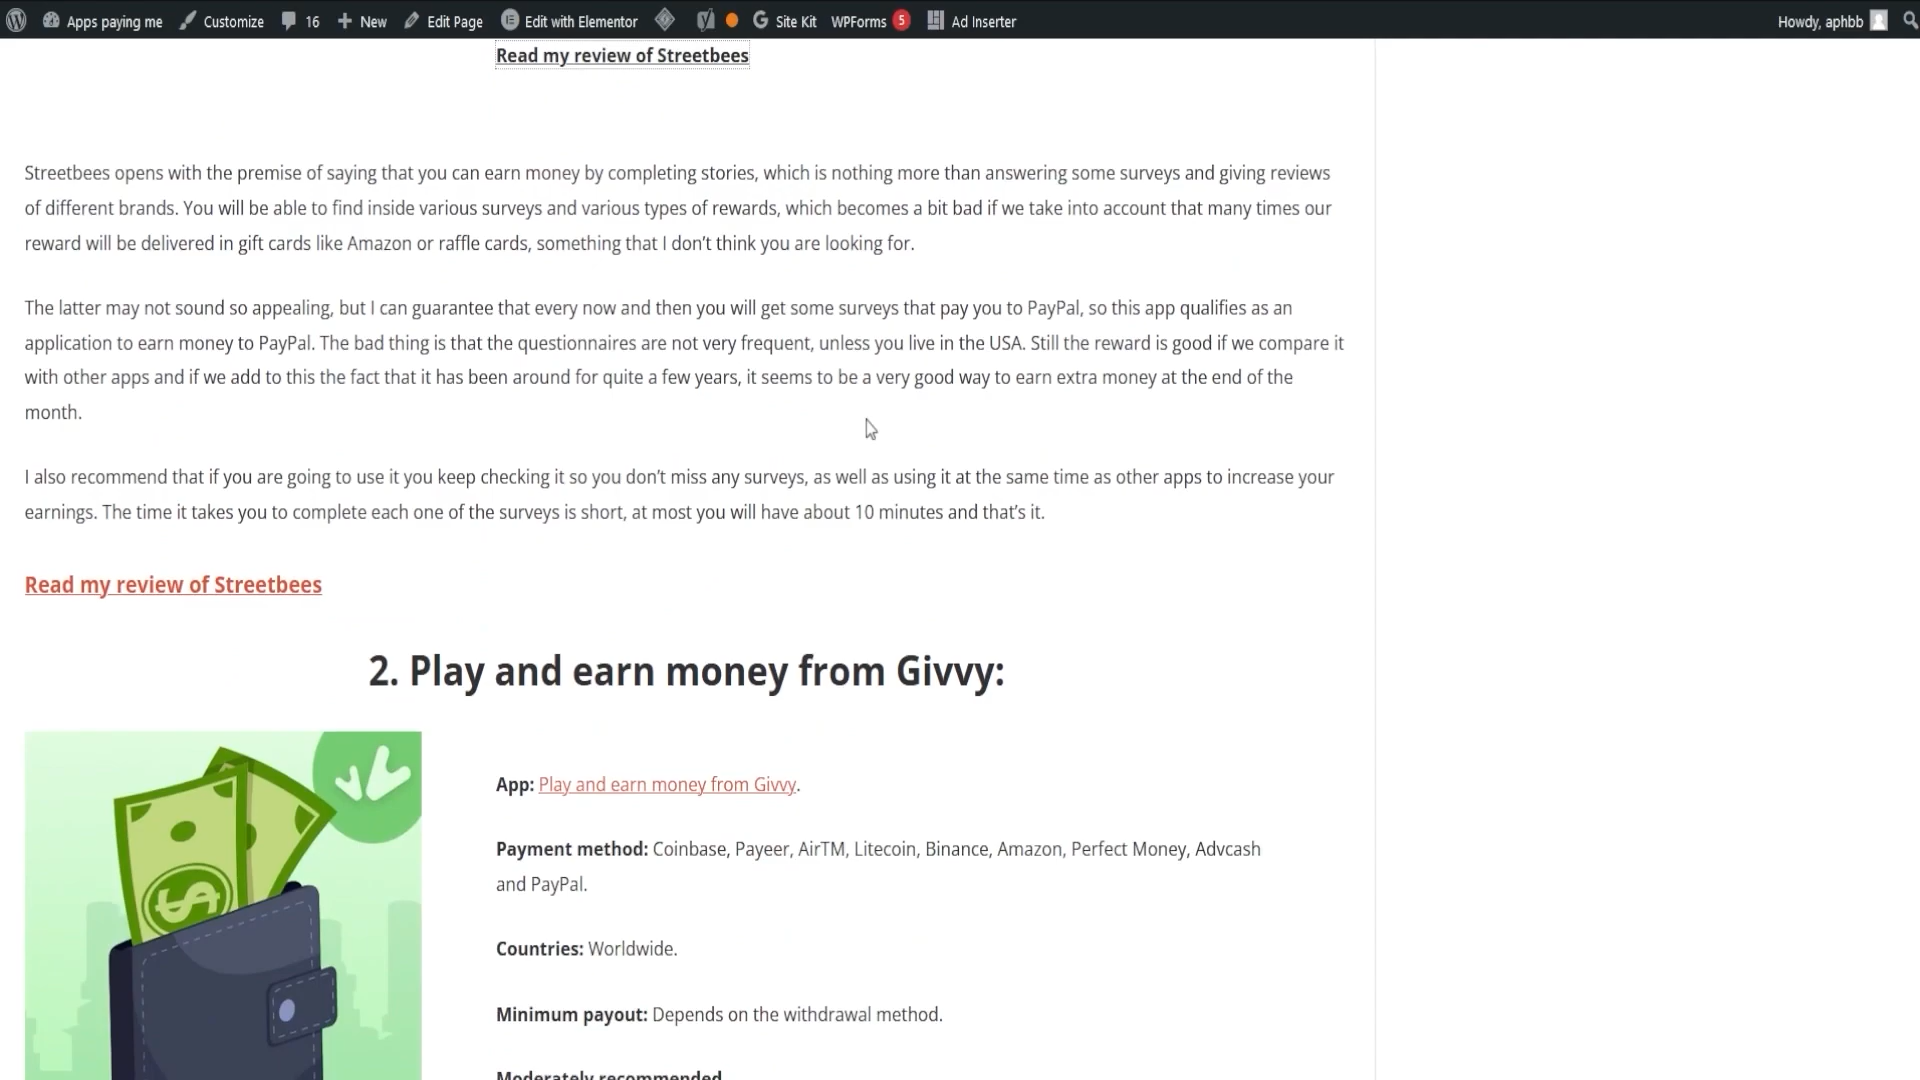 Apps paying me Customize 16 New Edit Page Edit with Elementor Site Kit WPForms 5 Ad Inserter Howdy, aphbb
Read my review of Streetbees
Streetbees opens with the premise of saying that you can earn money by completing stories, which is nothing more than answering some surveys and giving reviews
of different brands. You will be able to find inside various surveys and various types of rewards, which becomes a bit bad if we take into account that many times our
reward will be delivered in gift cards like Amazon or raffle cards, something that I don’t think you are looking for.
The latter may not sound so appealing, but I can guarantee that every now and then you will get some surveys that pay you to PayPal, so this app qualifies as an
application to earn money to PayPal. The bad thing is that the questionnaires are not very frequent, unless you live in the USA. Still the reward is good if we compare it
with other apps and if we add to this the fact that it has been around for quite a few years, it seems to be a very good way to earn extra money at the end of the
month.
I also recommend that if you are going to use it you keep checking it so you don’t miss any surveys, as well as using it at the same time as other apps to increase your
earnings. The time it takes you to complete each one of the surveys is short, at most you will have about 10 minutes and that’s it.
Read my review of Streetbees
2. Play and earn money from Givvy:
App: Play and earn money from Givvy.
Payment method: Coinbase, Payeer, AirTM, Litecoin, Binance, Amazon, Perfect Money, Advcash
and PayPal.
Countries: Worldwide.
Minimum payout: Depends on the withdrawal method.
Moderately recommended